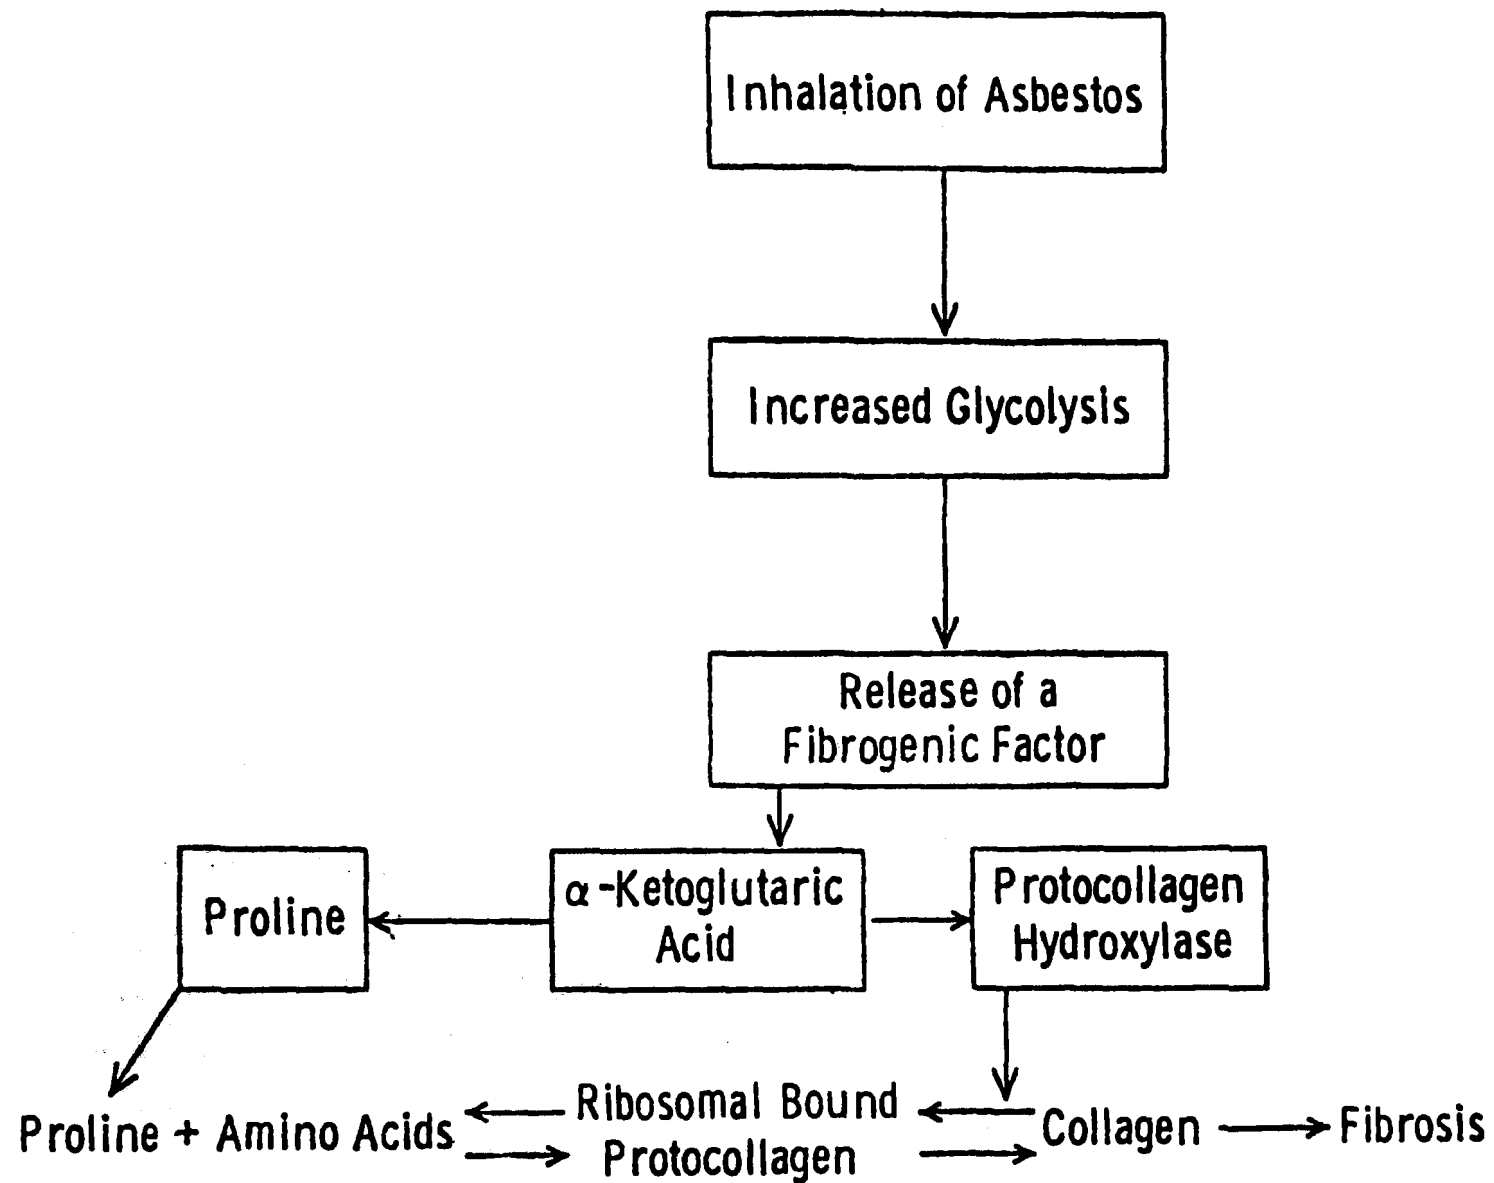 Inhalation of Asbestos
Increased Glycolysis
Release of a
Fibrogenic Factor
Proline
α-Ketoglutaric
Acid
Protocollagen
Hydroxylase
Proline + Amino Acids
Ribosomal Bound
Protocollagen
Collagen
Fibrosis